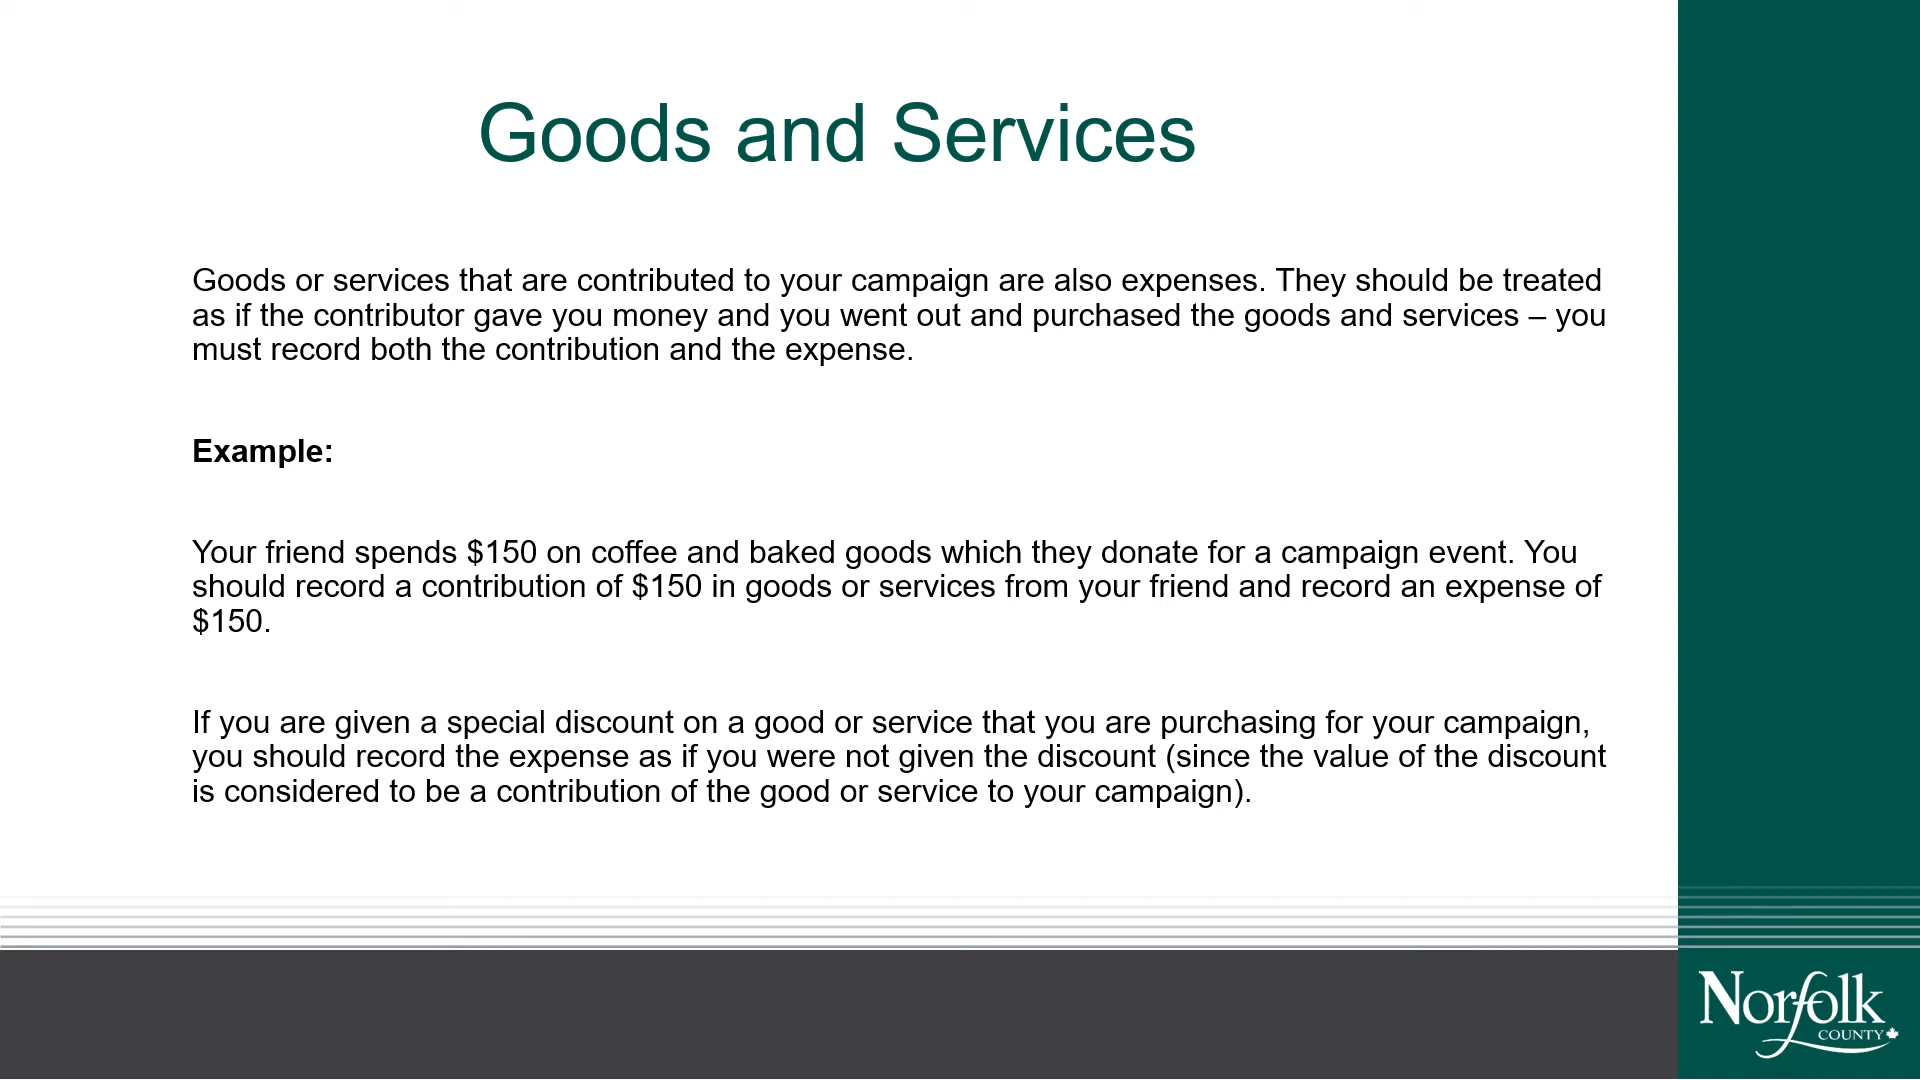 Goods and Services
Goods or services that are contributed to your campaign are also expenses. They should be treated
as if the contributor gave you money and you went out and purchased the goods and services – you
must record both the contribution and the expense.
Example:
Your friend spends $150 on coffee and baked goods which they donate for a campaign event. You
should record a contribution of $150 in goods or services from your friend and record an expense of
$150.
If you are given a special discount on a good or service that you are purchasing for your campaign,
you should record the expense as if you were not given the discount (since the value of the discount
is considered to be a contribution of the good or service to your campaign).
Norfolk
COUNTY